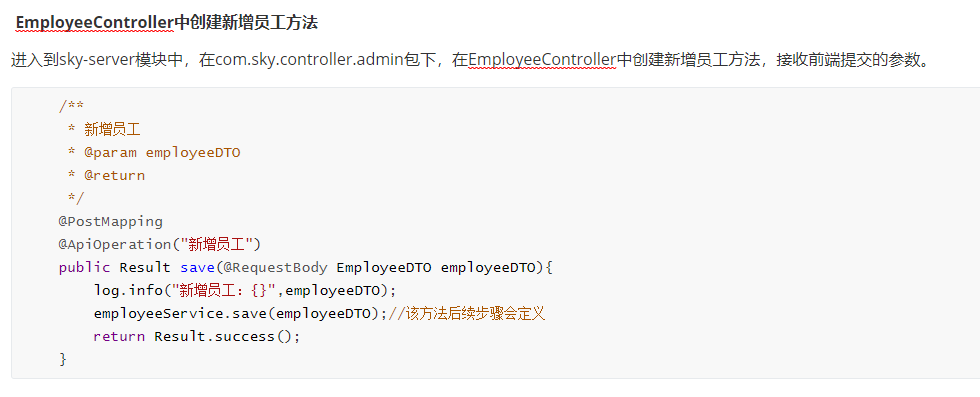 EmployeeController中创建新增员工方法
进入到sky-server模块中，在com.sky.controller.admin包下，在EmployeeController中创建新增员工方法，接收前端提交的参数。
/**
 * 新增员工
 * @param employeeDTO
 * @return
 */
@PostMapping
@ApiOperation("新增员工")
public Result save(@RequestBody EmployeeDTO employeeDTO){
    log.info("新增员工：{}",employeeDTO);
    employeeService.save(employeeDTO);//该方法后续步骤会定义
    return Result.success();
}